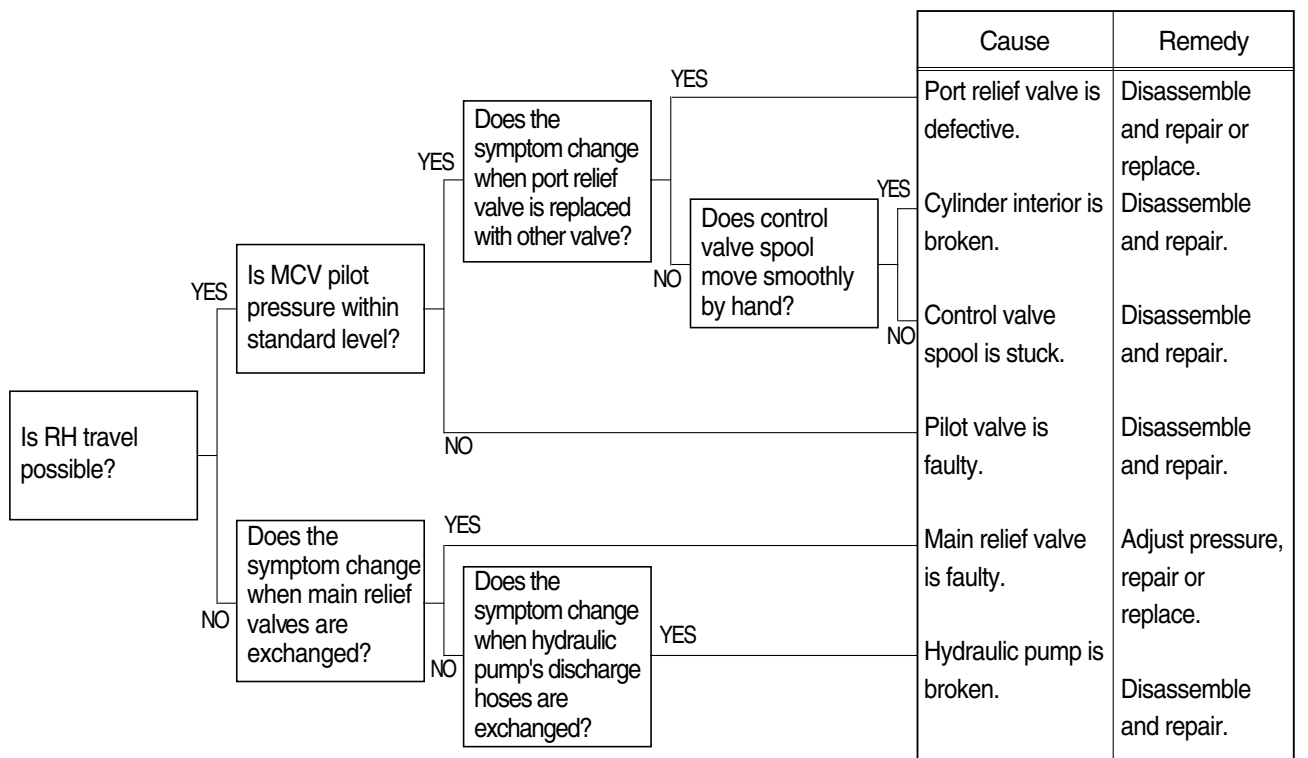 Cause
Remedy
YES
Port relief valve is
defective.
Disassemble
and repair or
replace.
Does the
symptom change
when port relief
valve is replaced
with other valve?
YES
YES
Cylinder interior is
broken.
Disassemble
and repair.
Does control
valve spool
move smoothly
by hand?
NO
NO
Control valve
spool is stuck.
Disassemble
and repair.
YES
Is MCV pilot
pressure within
standard level?
NO
Pilot valve is
faulty.
Disassemble
and repair.
Is RH travel
possible?
YES
Main relief valve
is faulty.
Adjust pressure,
repair or
replace.
NO
Does the
symptom change
when main relief
valves are
exchanged?
NO
Does the
symptom change
when hydraulic
pump's discharge
hoses are
exchanged?
YES
Hydraulic pump is
broken.
Disassemble
and repair.